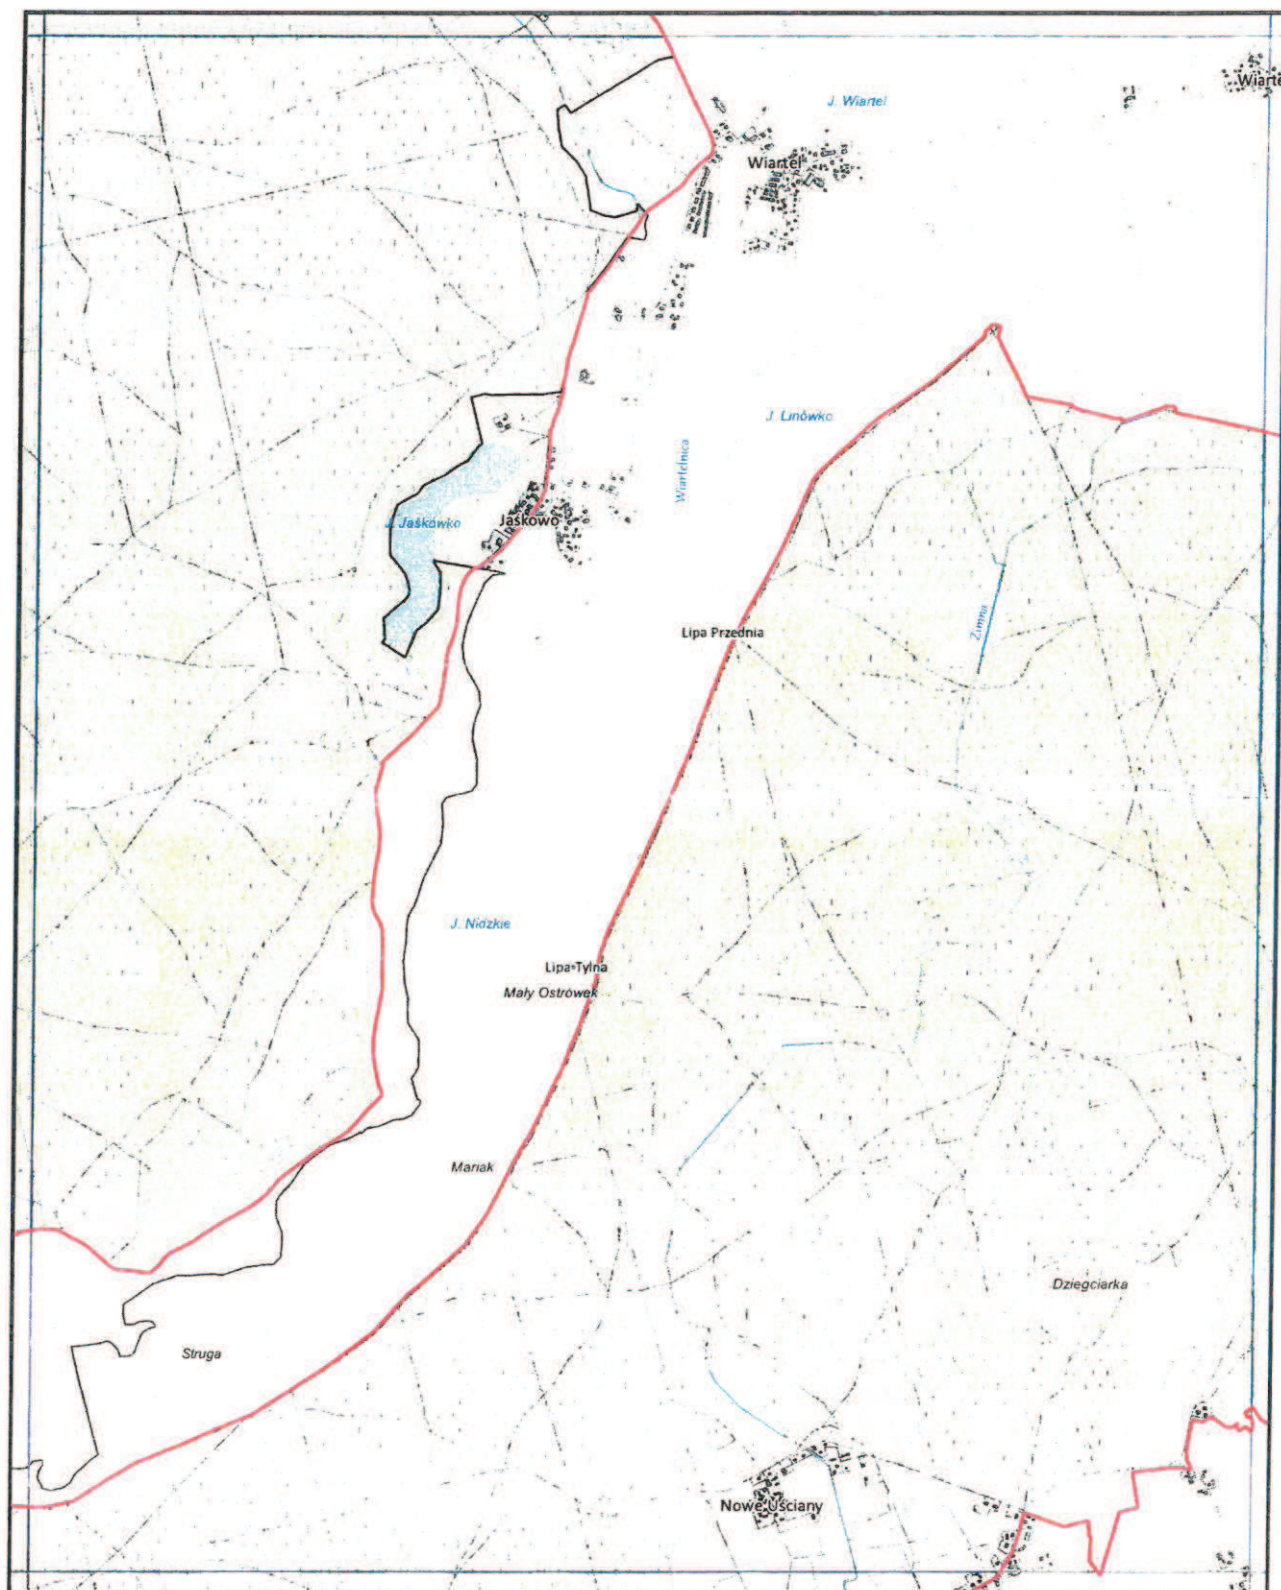 Wiarte
J. Wiartel
Wiartel
J. Linówko
Wiartelnica
J. Jaśkówko
Jaśkowo
Zimna
Lipa Przednia
J. Nidzkie
Lipa Tylna
Mały Ostrówek
Mariak
Dziegciarka
Struga
Nowe Uściany